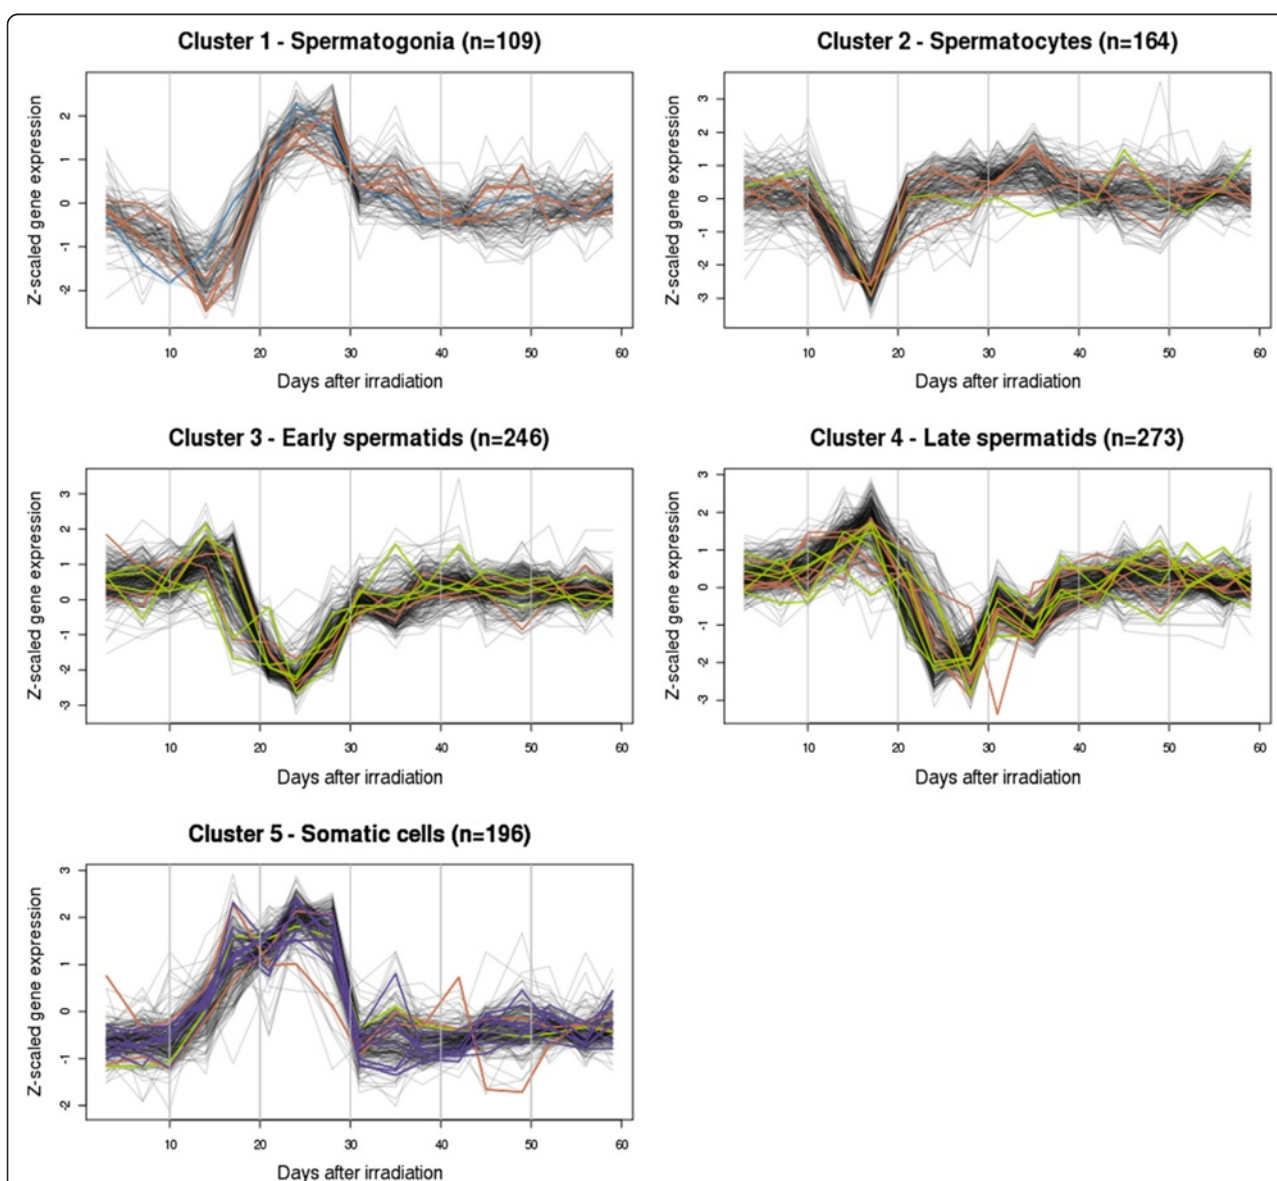 Cluster 1 - Spermatogonia (n=109)
Z-scaled gene expression
2
1
0
-1
-2
10 20 30 40 50 60
Days after irradiation
Cluster 2 - Spermatocytes (n=164)
Z-scaled gene expression
3
2
1
0
-1
-2
-3
10 20 30 40 50 60
Days after irradiation
Cluster 3 - Early spermatids (n=246)
Z-scaled gene expression
3
2
1
0
-1
-2
-3
10 20 30 40 50 60
Days after irradiation
Cluster 4 - Late spermatids (n=273)
Z-scaled gene expression
3
2
1
0
-1
-2
-3
10 20 30 40 50 60
Days after irradiation
Cluster 5 - Somatic cells (n=196)
Z-scaled gene expression
3
2
1
0
-1
-2
10 20 30 40 50 60
Days after irradiation